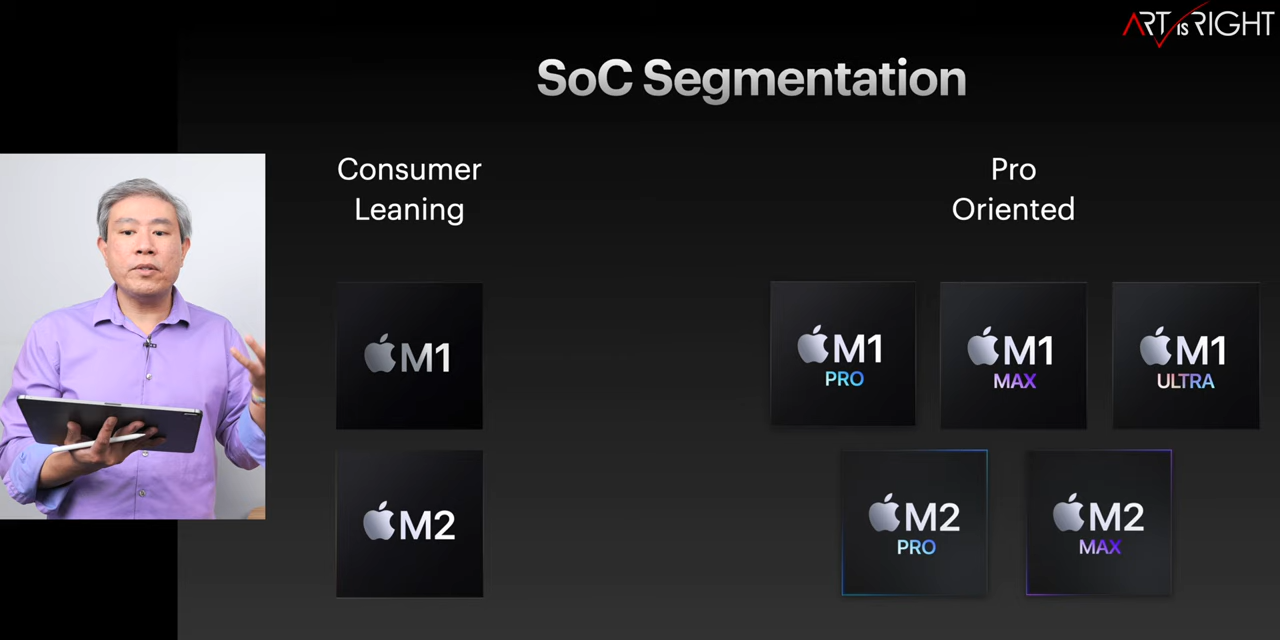 ART IS RIGHT
SoC Segmentation
Consumer
Leaning
Pro
Oriented
M1
M1
PRO
M1
MAX
M1
ULTRA
M2
M2
PRO
M2
MAX